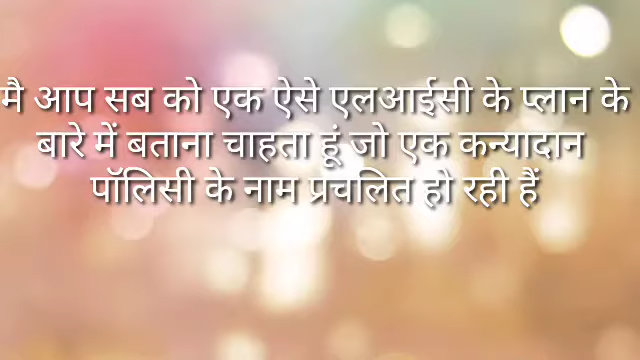 मै आप सब को एक ऐसे एलआईसी के प्लान के
बारे में बताना चाहता हूं जो एक कन्यादान
पॉलिसी के नाम प्रचलित हो रही हैं